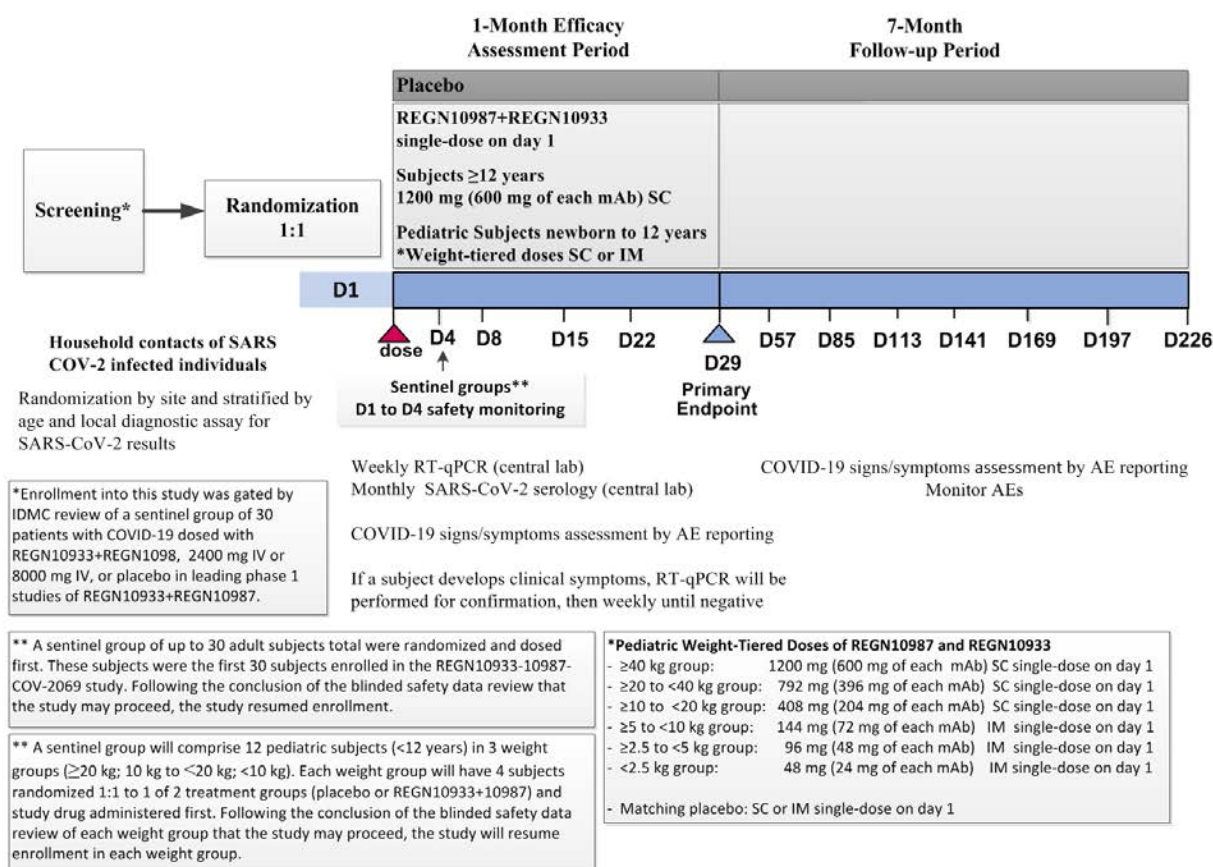 1-Month Efficacy
Assessment Period
7-Month
Follow-up Period
Placebo
REGN10987+REGN10933
single-dose on day 1
Subjects ≥12 years
1200 mg (600 mg of each mAb) SC
Pediatric Subjects newborn to 12 years
*Weight-tiered doses SC or IM
Screening*
Randomization
1:1
D1
dose
D4
D8
D15
D22
D29
D57
D85
D113
D141
D169
D197
D226
Primary
Endpoint
Sentinel groups**
D1 to D4 safety monitoring
Household contacts of SARS
COV-2 infected individuals
Randomization by site and stratified by
age and local diagnostic assay for
SARS-CoV-2 results
Weekly RT-qPCR (central lab)
Monthly SARS-CoV-2 serology (central lab)
COVID-19 signs/symptoms assessment by AE reporting
If a subject develops clinical symptoms, RT-qPCR will be
performed for confirmation, then weekly until negative
COVID-19 signs/symptoms assessment by AE reporting
Monitor AEs
*Enrollment into this study was gated by
IDMC review of a sentinel group of 30
patients with COVID-19 dosed with
REGN10933+REGN1098, 2400 mg IV or
8000 mg IV, or placebo in leading phase 1
studies of REGN10933+REGN10987.
** A sentinel group of up to 30 adult subjects total were randomized and dosed
first. These subjects were the first 30 subjects enrolled in the REGN10933-10987-
COV-2069 study. Following the conclusion of the blinded safety data review that
the study may proceed, the study resumed enrollment.
** A sentinel group will comprise 12 pediatric subjects (<12 years) in 3 weight
groups (≥20 kg; 10 kg to <20 kg; <10 kg). Each weight group will have 4 subjects
randomized 1:1 to 1 of 2 treatment groups (placebo or REGN10933+10987) and
study drug administered first. Following the conclusion of the blinded safety data
review of each weight group that the study may proceed, the study will resume
enrollment in each weight group.
*Pediatric Weight-Tiered Doses of REGN10987 and REGN10933
- ≥40 kg group: 1200 mg (600 mg of each mAb) SC single-dose on day 1
- ≥20 to <40 kg group: 792 mg (396 mg of each mAb) SC single-dose on day 1
- ≥10 to <20 kg group: 408 mg (204 mg of each mAb) SC single-dose on day 1
- ≥5 to <10 kg group: 144 mg (72 mg of each mAb) IM single-dose on day 1
- ≥2.5 to <5 kg group: 96 mg (48 mg of each mAb) IM single-dose on day 1
- <2.5 kg group: 48 mg (24 mg of each mAb) IM single-dose on day 1
- Matching placebo: SC or IM single-dose on day 1